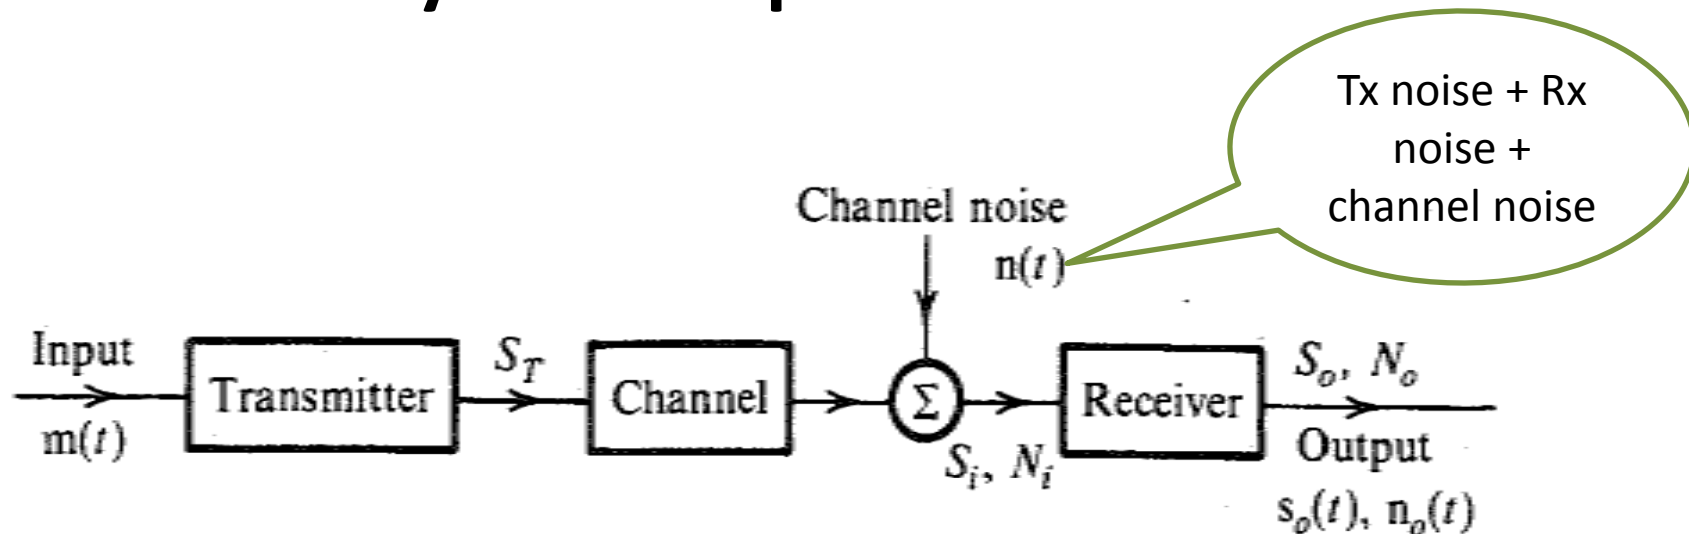 Tx noise + Rx
noise +
channel noise
Channel noise
n(t)
Input
m(t)
Transmitter
S_T
Channel
Σ
S_i, N_i
Receiver
S_o, N_o
Output
s_o(t), n_o(t)